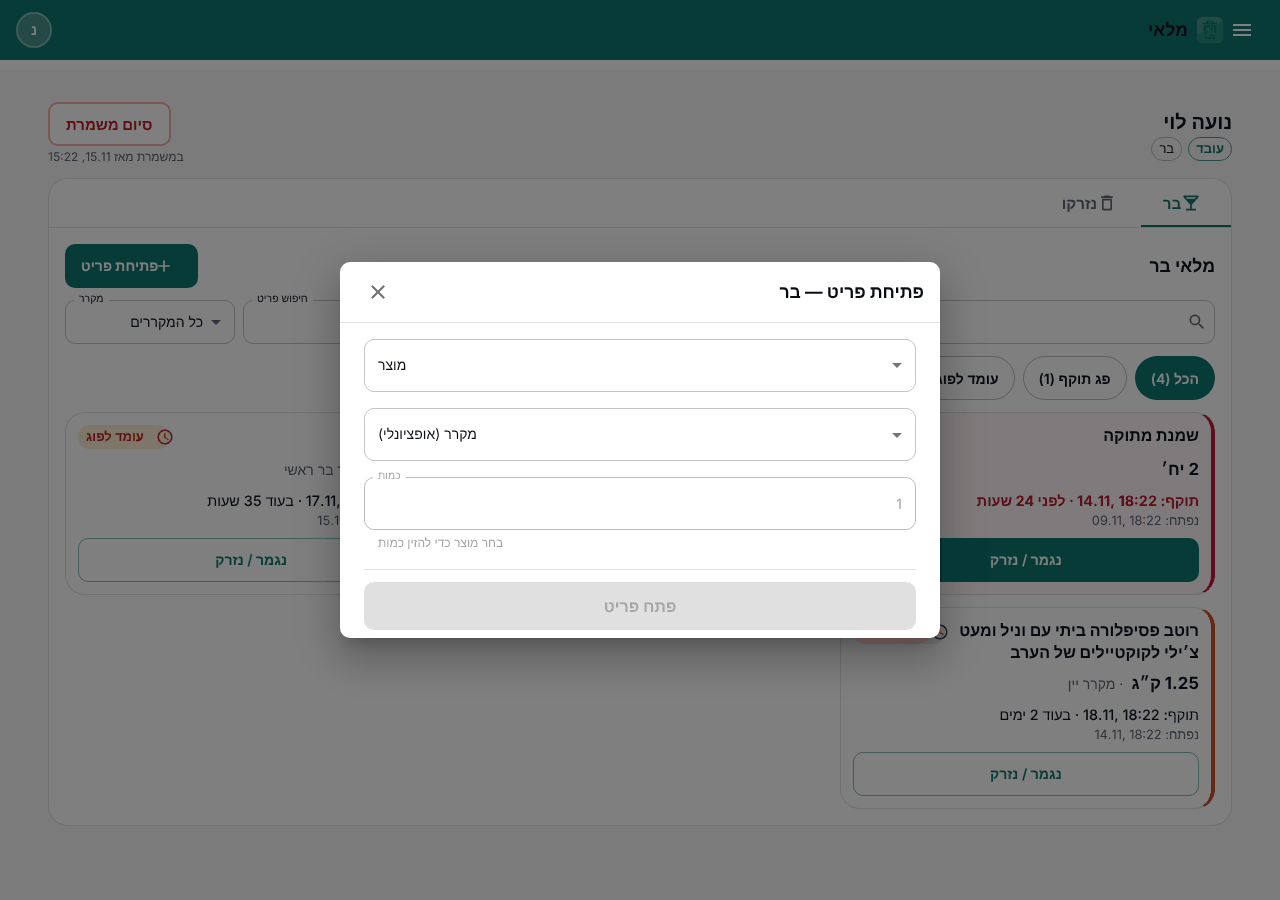 מלאי
נ
נועה לוי
עובד
בר
סיום משמרת
במשמרת מאז 15.11, 15:22
בר
נזרקו
מלאי בר
פתיחת פריט
חיפוש פריט
מקרר
כל המקררים
הכל (4)
פג תוקף (1)
עומד לפוג
שמנת מתוקה
2 יח׳
תוקף: 14.11, 18:22 · לפני 24 שעות
נפתח: 09.11, 18:22
נגמר / נזרק
עומד לפוג
בר ראשי
17.11, · בעוד 35 שעות
נגמר / נזרק
רוטב פסיפלורה ביתי עם וניל ומעט
צ׳ילי לקוקטיילים של הערב
1.25 ק״ג · מקרר יין
תוקף: 18.11, 18:22 · בעוד 2 ימים
נפתח: 14.11, 18:22
נגמר / נזרק
פתיחת פריט — בר
מוצר
מקרר (אופציונלי)
כמות
1
בחר מוצר כדי להזין כמות
פתח פריט